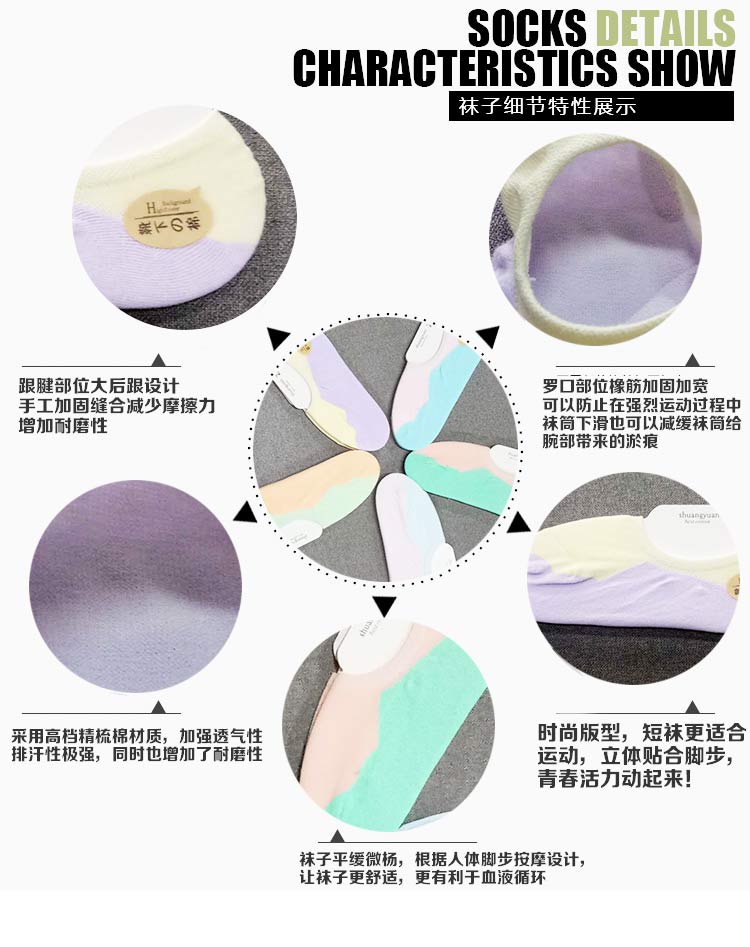 SOCKS DETAILS
CHARACTERISTICS SHOW
袜子细节特性展示
Background
H
靴下の棉
跟腱部位大后跟设计
手工加固缝合减少摩擦力
增加耐磨性
罗口部位橡筋加固加宽
可以防止在强烈运动过程中
袜筒下滑也可以减缓袜筒给
腕部带来的淤痕
shuangyuan
采用高档精梳棉材质，加强透气性
排汗性极强，同时也增加了耐磨性
时尚版型，短袜更适合
运动，立体贴合脚步，
青春活力动起来！
袜子平缓微杨，根据人体脚步按摩设计，
让袜子更舒适，更有利于血液循环